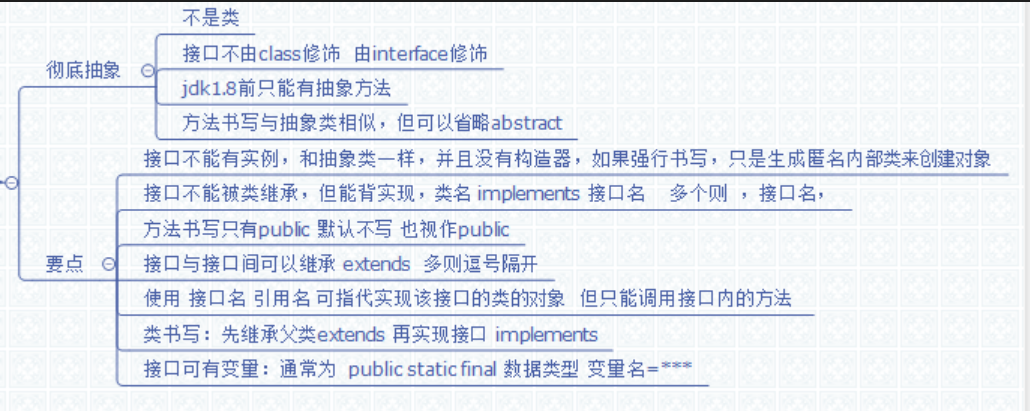 不是类
接口不由class修饰 由interface修饰
彻底抽象
jdk1.8前只能有抽象方法
方法书写与抽象类相似，但可以省略abstract
接口不能有实例，和抽象类一样，并且没有构造器，如果强行书写，只是生成匿名内部类来创建对象
接口不能被类继承，但能背实现，类名 implements 接口名 多个则 ，接口名，
方法书写只有public 默认不写 也视作public
要点
接口与接口间可以继承 extends 多则逗号隔开
使用 接口名 引用名 可指代实现该接口的类的对象 但只能调用接口内的方法
类书写：先继承父类extends 再实现接口 implements
接口可有变量：通常为 public static final 数据类型 变量名=***